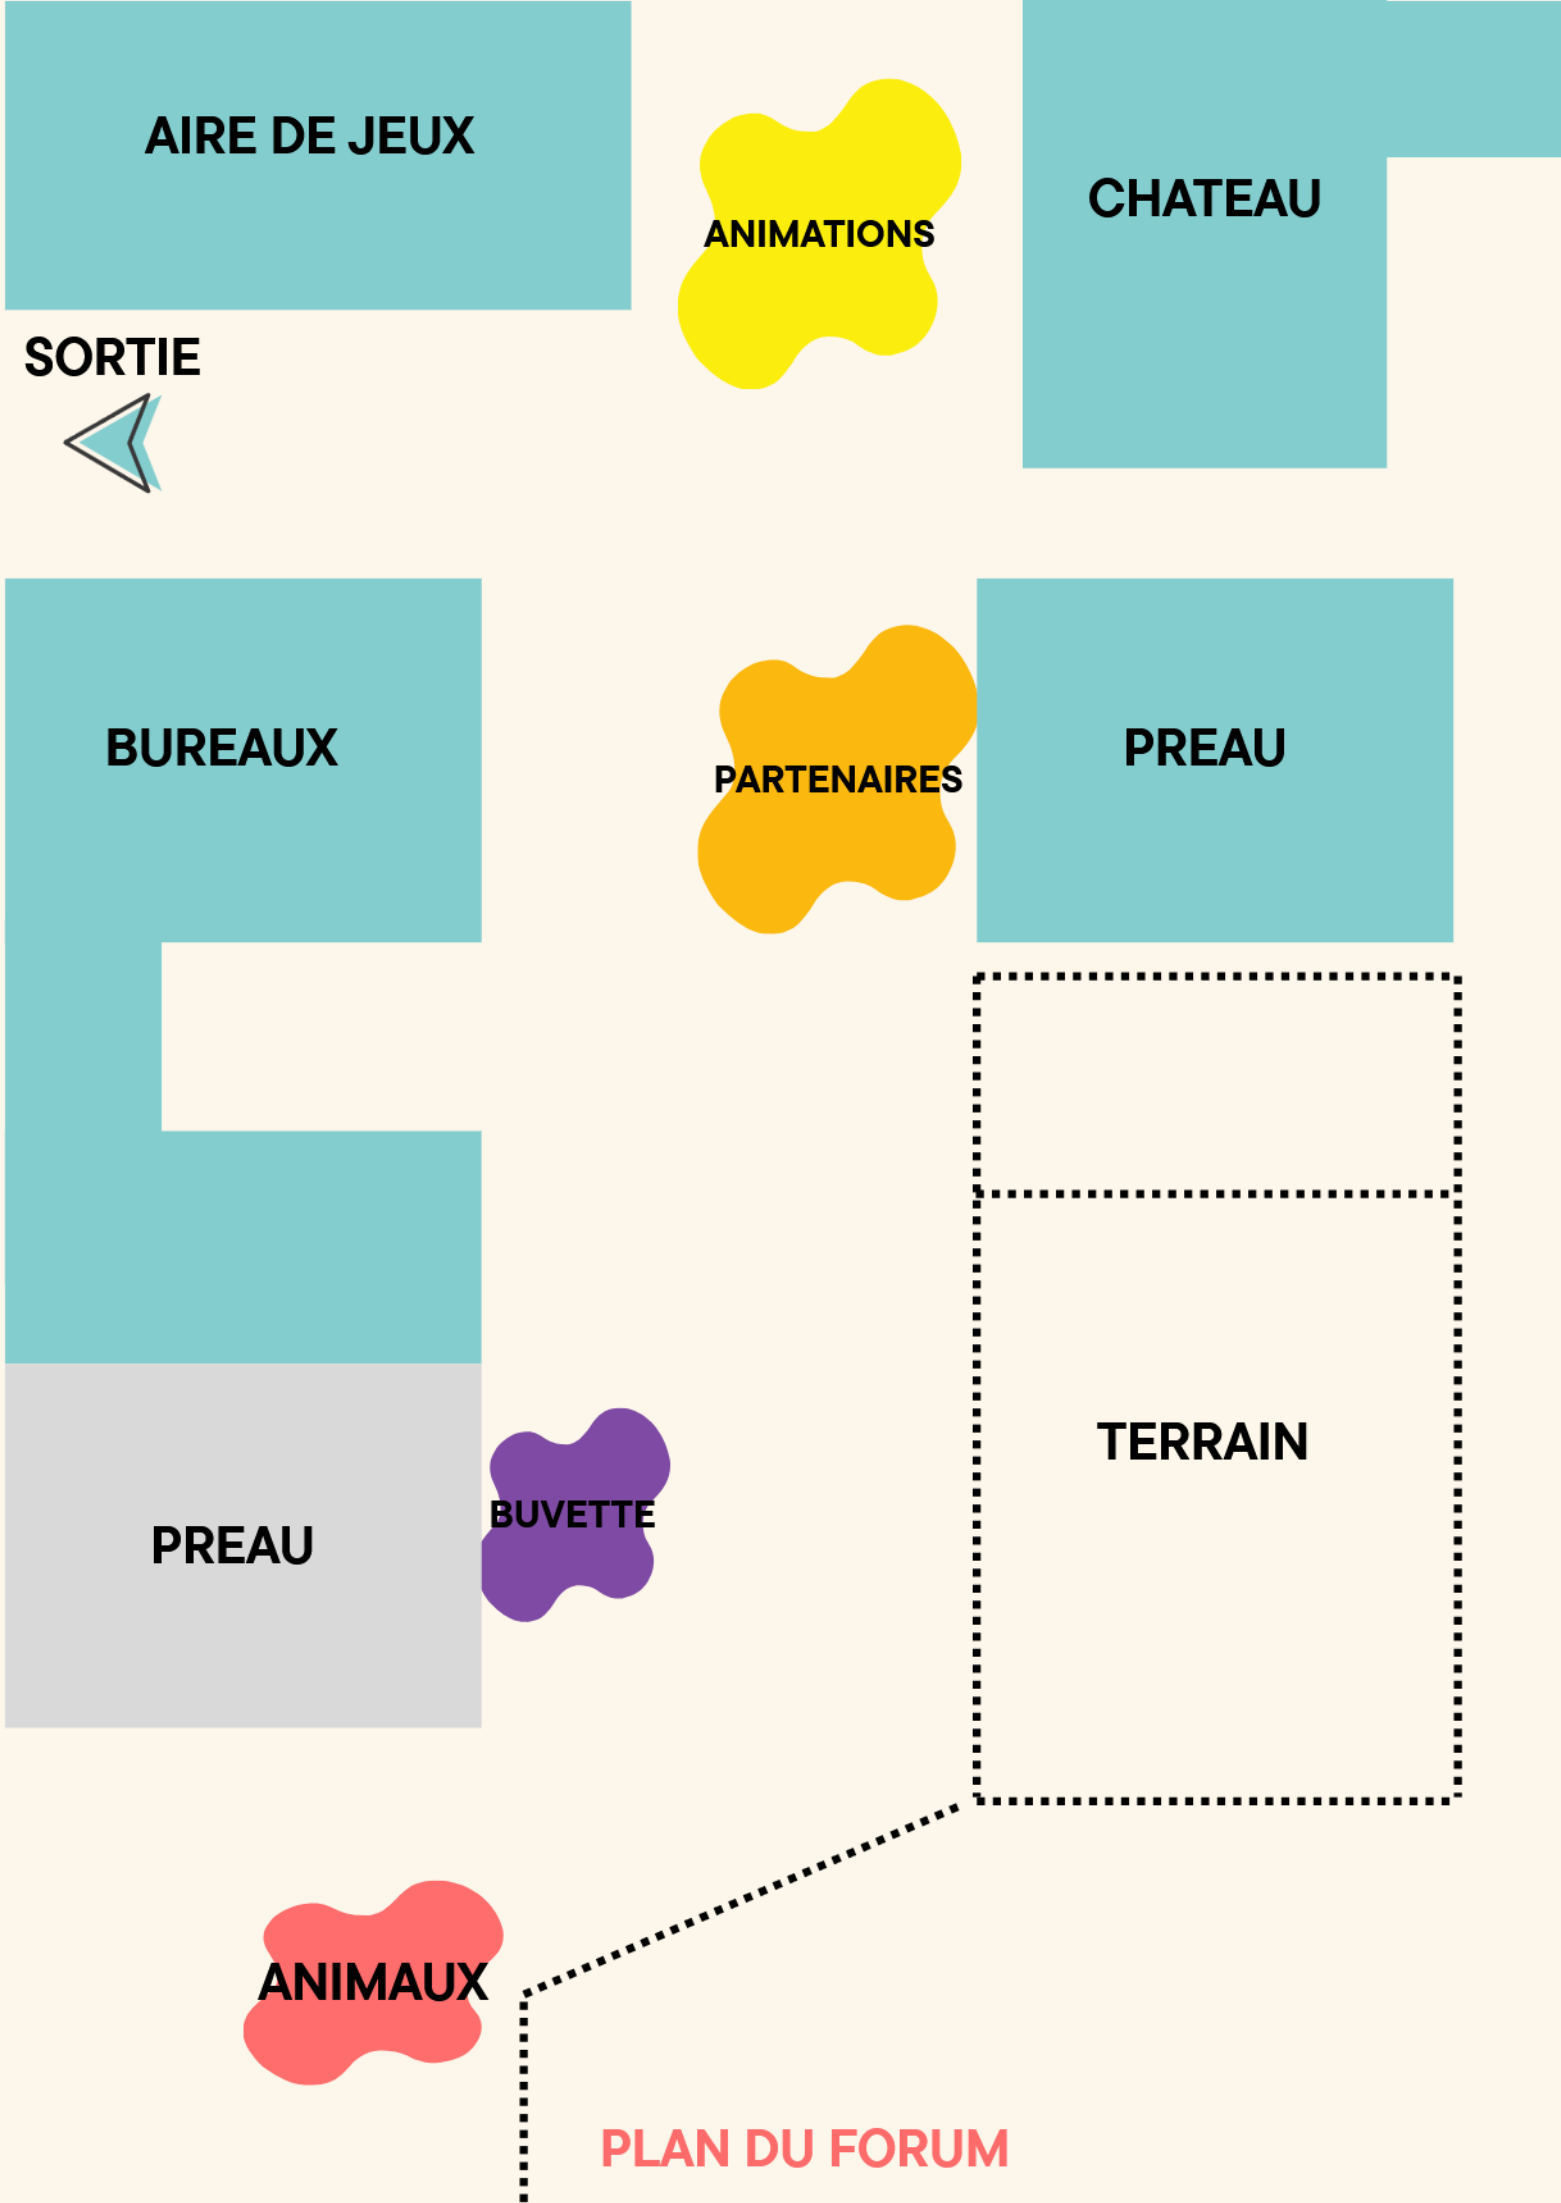 AIRE DE JEUX
CHATEAU
ANIMATIONS
SORTIE
BUREAUX
PREAU
PARTENAIRES
TERRAIN
BUVETTE
PREAU
ANIMAUX
PLAN DU FORUM